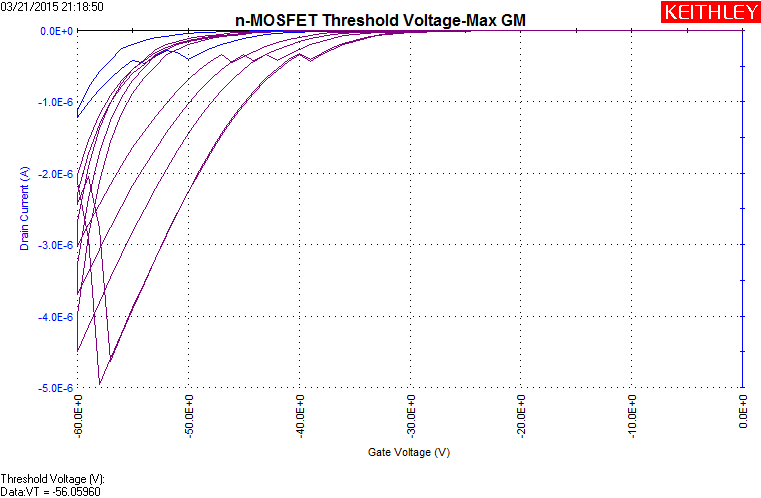 03/21/2015 21:18:50
n-MOSFET Threshold Voltage-Max GM
KEITHLEY
0.0E+0
-1.0E-6
-2.0E-6
-3.0E-6
-4.0E-6
-5.0E-6
Drain Current (A)
-60.0E+0
-50.0E+0
-40.0E+0
-30.0E+0
-20.0E+0
-10.0E+0
0.0E+0
Gate Voltage (V)
Threshold Voltage (V):
Data:VT = -56.05960